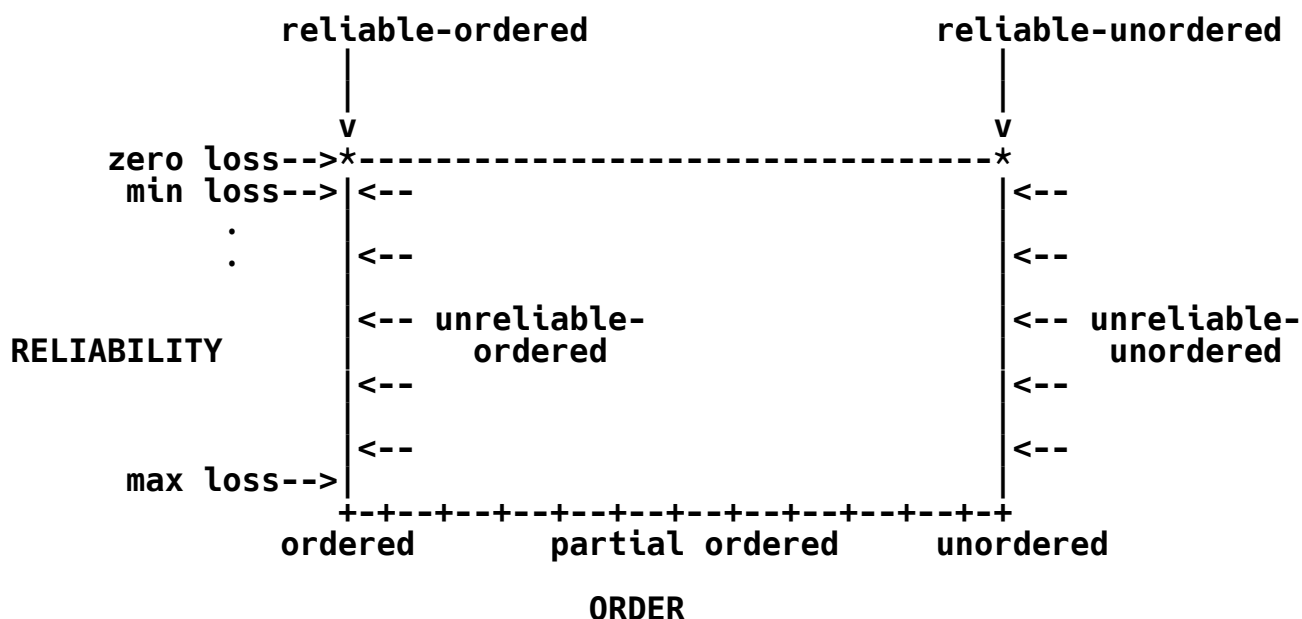 reliable-ordered                  reliable-unordered
|                                 |
|                                 |
v                                 v
zero loss-->*---------------------------------*
min loss-->|<--                              |<--
.     |                                 |
.     |<--                              |<--
|                                 |
|<-- unreliable-                  |<-- unreliable-
RELIABILITY      |      ordered                    |      unordered
|<--                              |<--
|                                 |
|<--                              |<--
max loss-->|                                 |
+-+--+--+--+--+--+--+--+--+--+--+-+
ordered       partial ordered     unordered
ORDER